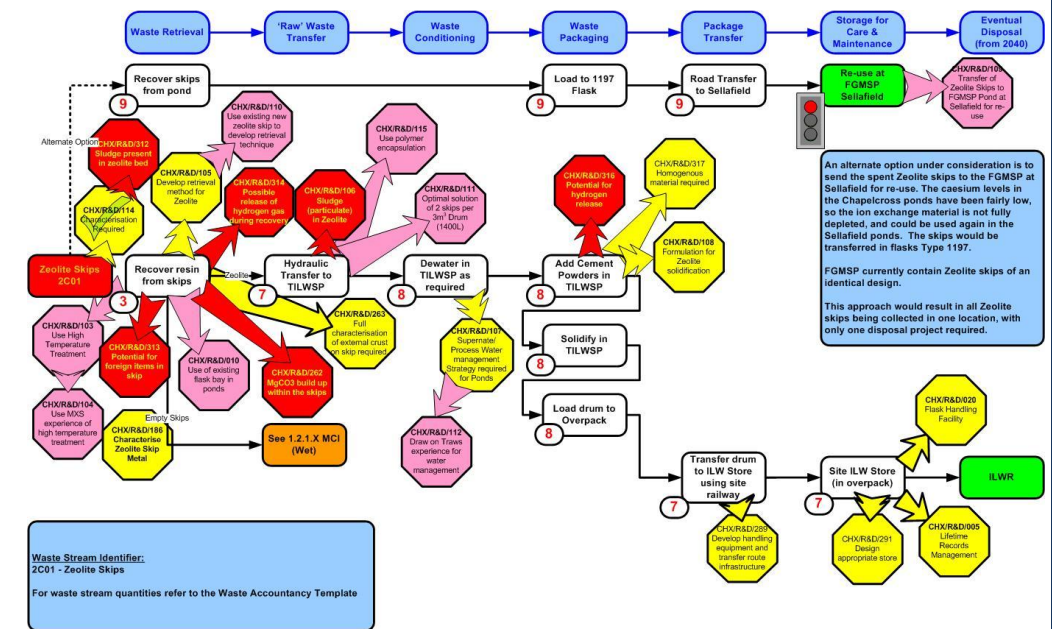 Waste Retrieval
'Raw' Waste
Transfer
Waste
Conditioning
Waste
Packaging
Package
Transfer
Storage for
Care &
Maintenance
Eventual
Disposal
(from 2040)
Recover skips
from pond
9
Load to 1197
Flask
9
Road Transfer
to Sellafield
9
Re-use at
FGMSP
Sellafield
CHX/R&D/109
Transfer of
Zeolite Skips to
FGMSP Pond at
Sellafield for re-
use
Alternate Option
CHX/R&D/312
Sludge present
in zeolite bed
CHX/R&D/110
Use existing new
zeolite skip to
develop retrieval
technique
CHX/R&D/105
Develop retrieval
method for
Zeolite
CHX/R&D/114
Characterisation
Required
CHX/R&D/314
Possible
release of
hydrogen gas
during recovery
CHX/R&D/106
Sludge
(particulate)
in Zeolite
CHX/R&D/115
Use polymer
encapsulation
CHX/R&D/111
Optimal solution
of 2 skips per
3m³ Drum
(1400L)
CHX/R&D/316
Potential for
hydrogen
release
CHX/R&D/317
Homogenous
material required
CHX/R&D/108
Formulation for
Zeolite
solidification
An alternate option under consideration is to
send the spent Zeolite skips to the FGMSP at
Sellafield for re-use. The caesium levels in
the Chapelcross ponds have been fairly low,
so the ion exchange material is not fully
depleted, and could be used again in the
Sellafield ponds. The skips would be
transferred in flasks Type 1197.
FGMSP currently contain Zeolite skips of an
identical design.
This approach would result in all Zeolite
skips being collected in one location, with
only one disposal project required.
Zeolite Skips
2C01
Recover resin
from skips
3
Zeolite
Hydraulic
Transfer to
TILWSP
7
Dewater in
TILWSP as
required
8
Add Cement
Powders in
TILWSP
8
CHX/R&D/103
Use High
Temperature
Treatment
CHX/R&D/313
Potential for
foreign items in
skip
CHX/R&D/010
Use of existing
flask bay in
ponds
CHX/R&D/262
MgCO3 build up
within the skips
CHX/R&D/263
Full
characterisation
of external crust
on skip required
CHX/R&D/107
Supernate/
Process Water
management
Strategy required
for Ponds
Solidify in
TILWSP
8
CHX/R&D/104
Use MXS
experience of
high temperature
treatment
CHX/R&D/186
Characterise
Zeolite Skip
Metal
Empty Skips
See 1.2.1.X MCI
(Wet)
CHX/R&D/112
Draw on Traws
experience for
water
management
Load drum to
Overpack
8
CHX/R&D/020
Flask Handling
Facility
Transfer drum
to ILW Store
using site
railway
7
Site ILW Store
(in overpack)
7
ILWR
CHX/R&D/289
Develop handling
equipment and
transfer route
infrastructure
CHX/R&D/291
Design
appropriate store
CHX/R&D/005
Lifetime
Records
Management
Waste Stream Identifier:
2C01 - Zeolite Skips
For waste stream quantities refer to the Waste Accountancy Template